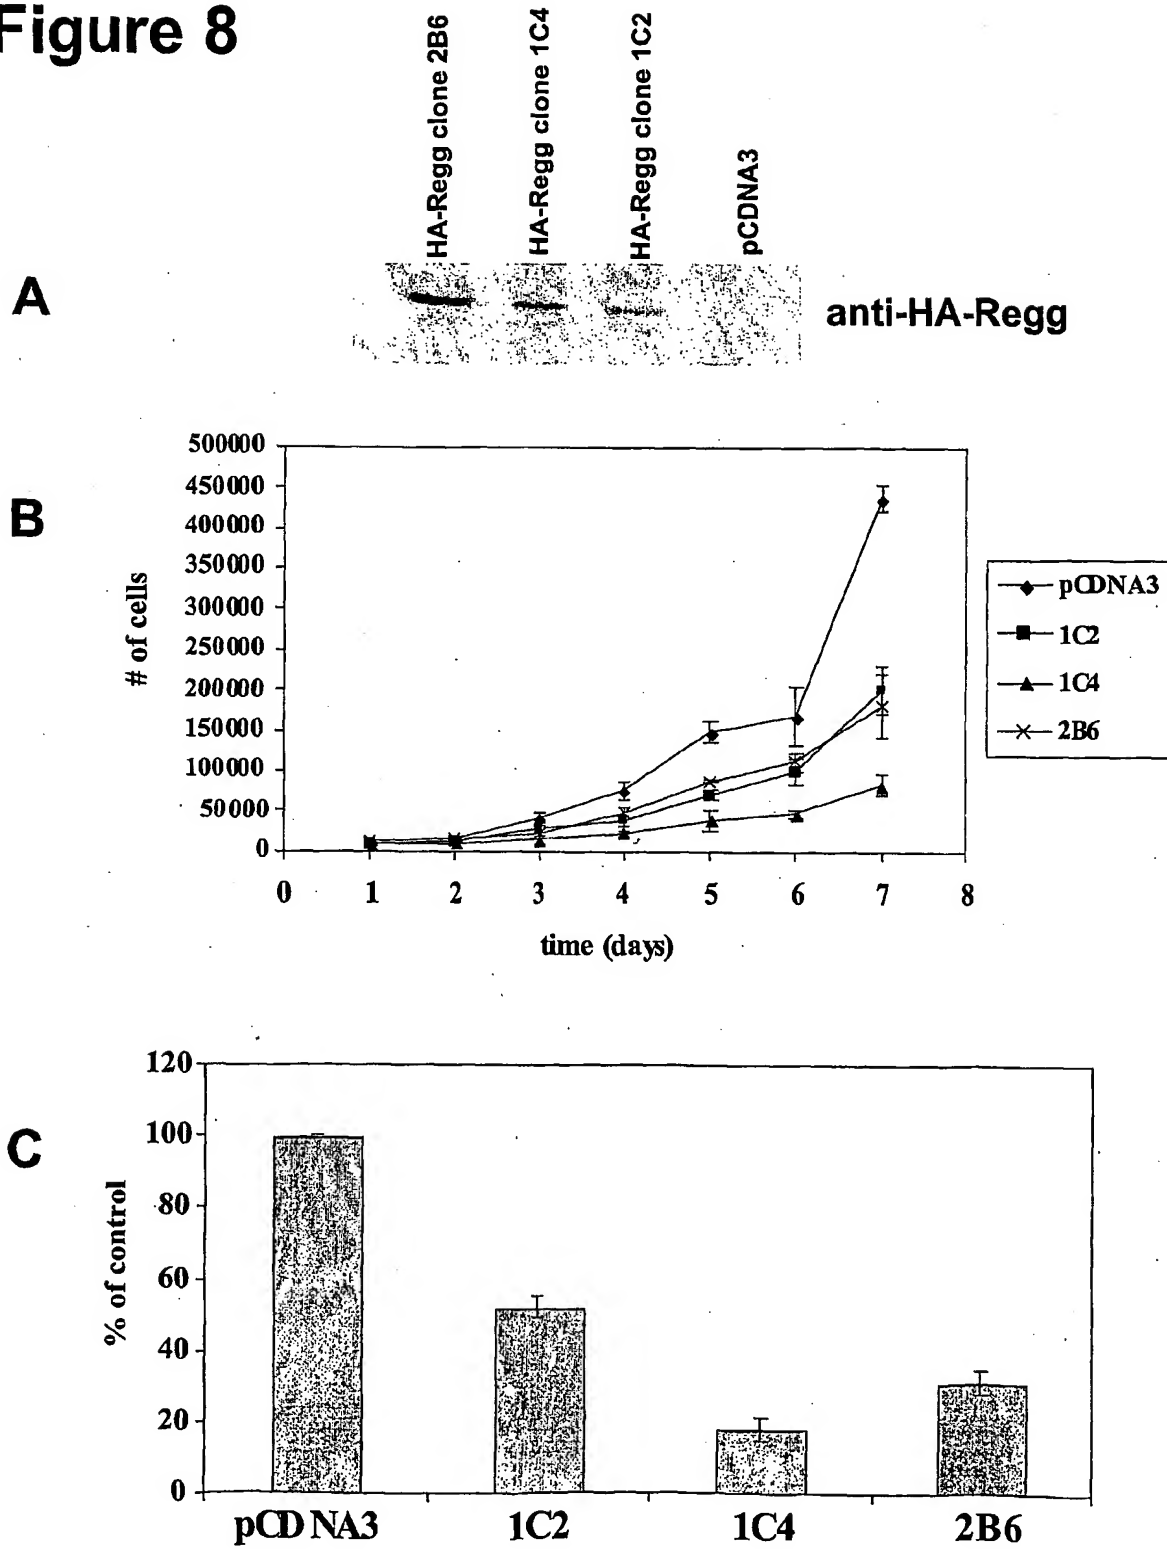 Figure 8
HA-Regg clone 2B6
HA-Regg clone 1C4
HA-Regg clone 1C2
pCDNA3
A
anti-HA-Regg
B
# of cells
500000
450000
400000
350000
300000
250000
200000
150000
100000
50000
0
0 1 2 3 4 5 6 7 8
time (days)
pCDNA3
1C2
1C4
2B6
C
% of control
120
100
80
60
40
20
0
pCDNA3 1C2 1C4 2B6